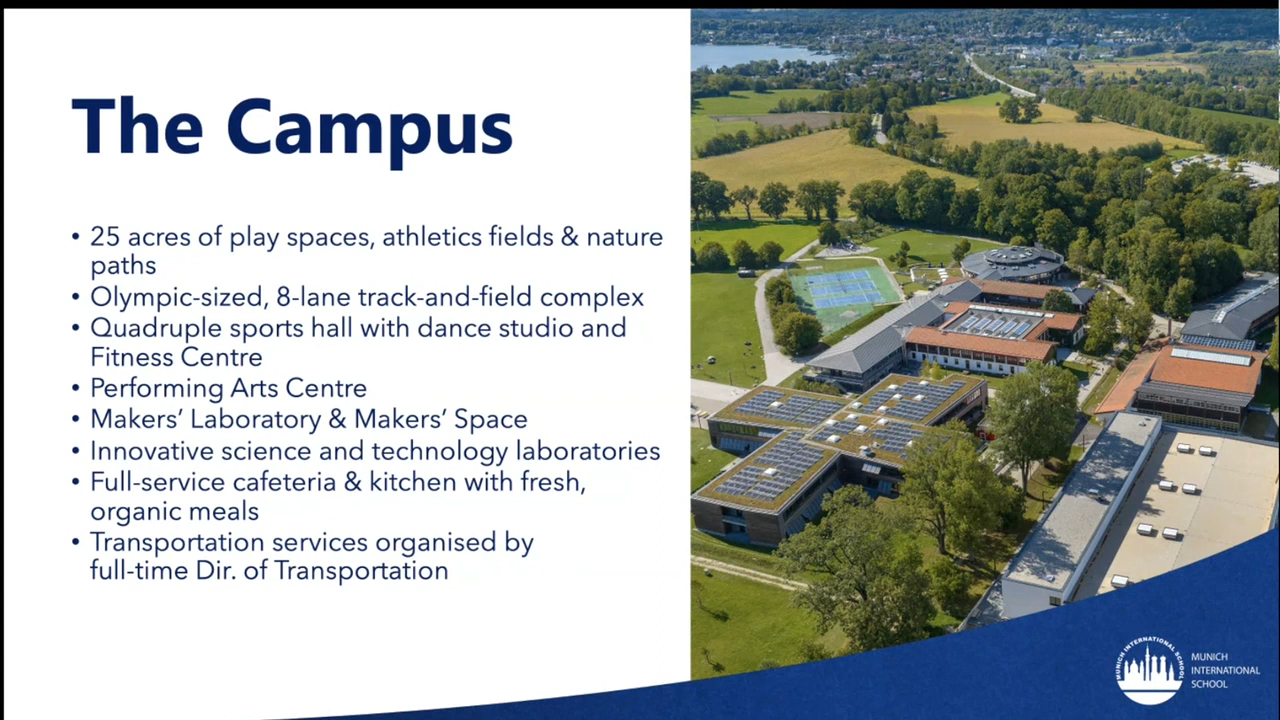 The Campus
• 25 acres of play spaces, athletics fields & nature
paths
• Olympic-sized, 8-lane track-and-field complex
• Quadruple sports hall with dance studio and
Fitness Centre
• Performing Arts Centre
• Makers’ Laboratory & Makers’ Space
• Innovative science and technology laboratories
• Full-service cafeteria & kitchen with fresh,
organic meals
• Transportation services organised by
full-time Dir. of Transportation
MUNICH INTERNATIONAL SCHOOL
MUNICH
INTERNATIONAL
SCHOOL